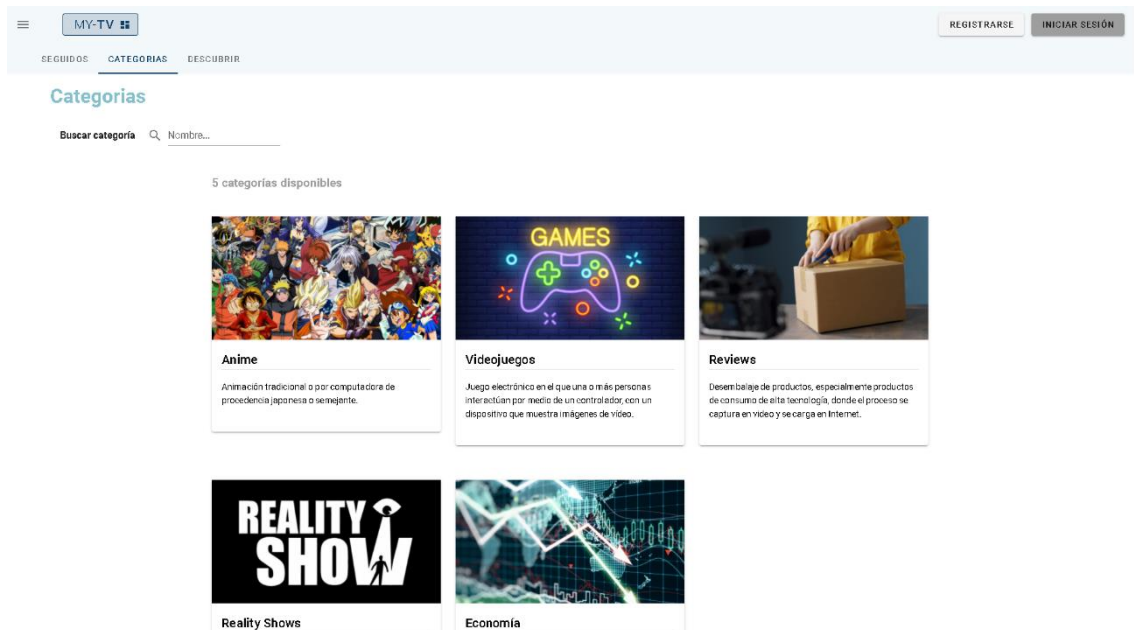 MY-TV
REGISTRARSE
INICIAR SESIÓN
SEGUIDOS
CATEGORIAS
DESCUBRIR
Categorias
Buscar categoría
Nombre...
5 categorías disponibles
GAMES
Anime
Videojuegos
Reviews
Animación tradicional o por computadora de
procedencia japonesa o semejante.
Juego electrónico en el que una o más personas
interactúan por medio de un controlador, con un
dispositivo que muestra imágenes de vídeo.
Desembalaje de productos, especialmente productos
de consumo de alta tecnología, donde el proceso se
captura en video y se carga en Internet.
REALITY
SHOW
Reality Shows
Economía